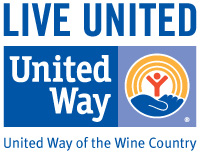 LIVE UNITED
United
Way
®
United Way of the Wine Country